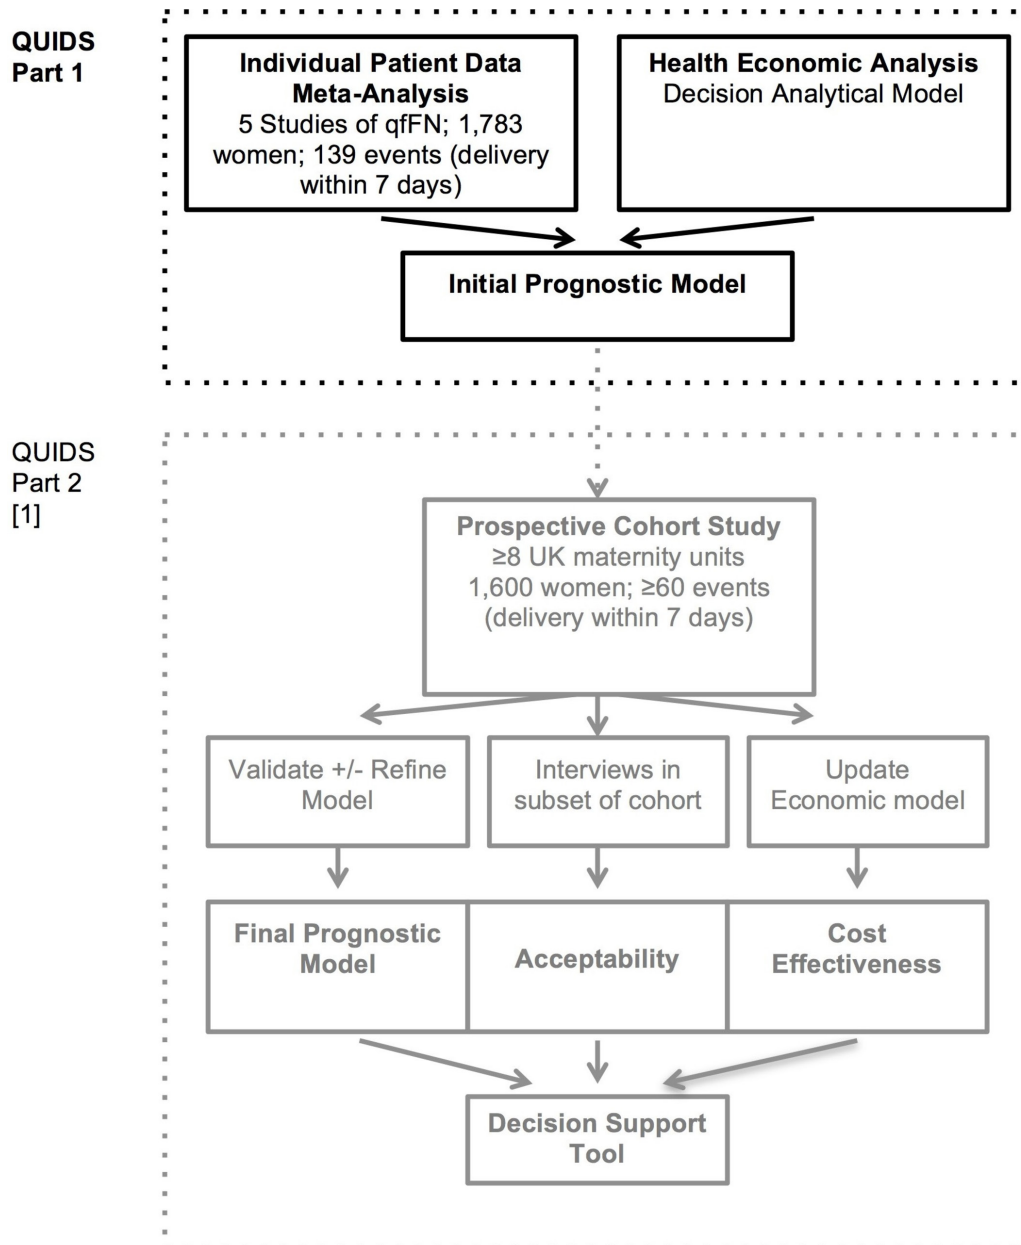 QUIDS
Part 1
Individual Patient Data
Meta-Analysis
5 Studies of qfFN; 1,783
women; 139 events (delivery
within 7 days)
Health Economic Analysis
Decision Analytical Model
Initial Prognostic Model
QUIDS
Part 2
[1]
Prospective Cohort Study
≥8 UK maternity units
1,600 women; ≥60 events
(delivery within 7 days)
Validate +/- Refine
Model
Interviews in
subset of cohort
Update
Economic model
Final Prognostic
Model
Acceptability
Cost
Effectiveness
Decision Support
Tool